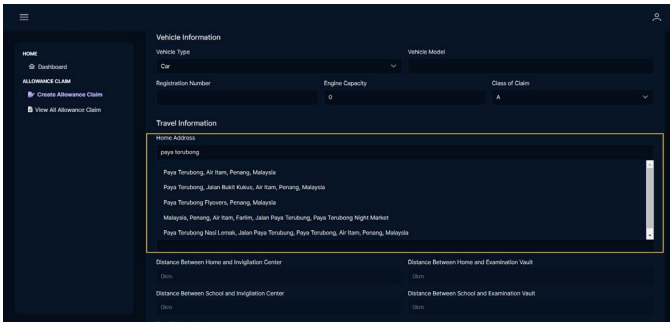 Vehicle Information
Vehicle Type
Vehicle Model
Car
Registration Number
Engine Capacity
Class of Claim
0
A
HOME
Dashboard
ALLOWANCE CLAIM
Create Allowance Claim
View All Allowance Claim
Travel Information
Home Address
paya terubong
Paya Terubong, Air Itam, Penang, Malaysia
Paya Terubong, Jalan Bukit Kukus, Air Itam, Penang, Malaysia
Paya Terubong Flyovers, Penang, Malaysia
Malaysia, Penang, Air Itam, Farlim, Jalan Paya Terubung, Paya Terubong Night Market
Paya Terubong Nasi Lemak, Jalan Paya Terubung, Paya Terubong, Air Itam, Penang, Malaysia
Distance Between Home and Invigilation Center
Distance Between Home and Examination Vault
0km
0km
Distance Between School and Invigilation Center
Distance Between School and Examination Vault
0km
0km